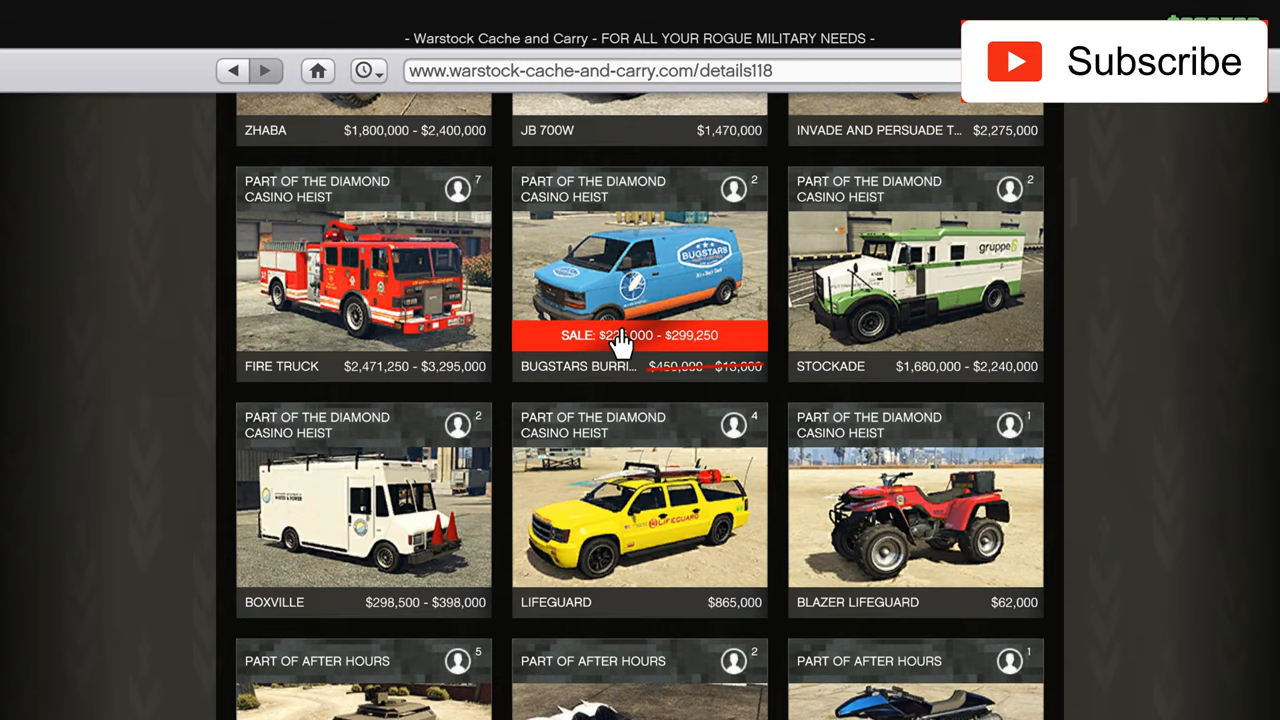 - Warstock Cache and Carry - FOR ALL YOUR ROGUE MILITARY NEEDS -
Subscribe
www.warstock-cache-and-carry.com/details118
ZHABA $1,800,000 - $2,400,000
JB 700W $1,470,000
INVADE AND PERSUADE T... $2,275,000
PART OF THE DIAMOND
CASINO HEIST
7
PART OF THE DIAMOND
CASINO HEIST
2
PART OF THE DIAMOND
CASINO HEIST
2
BUGSTARS
gruppe6
SALE: - $299,250
FIRE TRUCK $2,471,250 - $3,295,000
BUGSTARS BURRI...
STOCKADE $1,680,000 - $2,240,000
PART OF THE DIAMOND
CASINO HEIST
2
PART OF THE DIAMOND
CASINO HEIST
4
PART OF THE DIAMOND
CASINO HEIST
1
LIFEGUARD
BOXVILLE $298,500 - $398,000
LIFEGUARD $865,000
BLAZER LIFEGUARD $62,000
PART OF AFTER HOURS 5
PART OF AFTER HOURS 2
PART OF AFTER HOURS 1